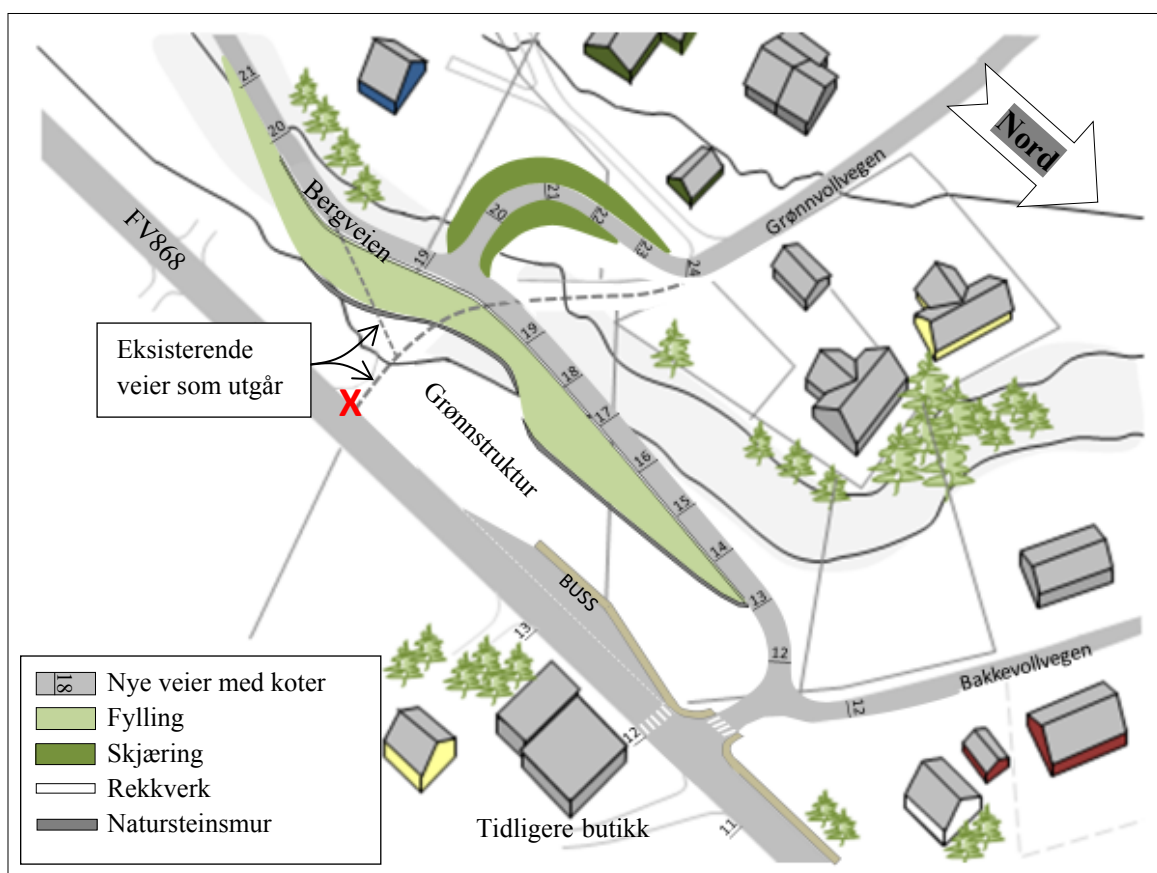 21
20
Bergveien
19
20
21
22
23
24
Grønnvollvegen
Nord
FV868
Eksisterende
veier som utgår
X
Grønnstruktur
19
18
17
16
15
14
13
12
12
Bakkevollvegen
BUSS
13
12
11
Tidligere butikk
18
Nye veier med koter
Fylling
Skjæring
Rekkverk
Natursteinsmur